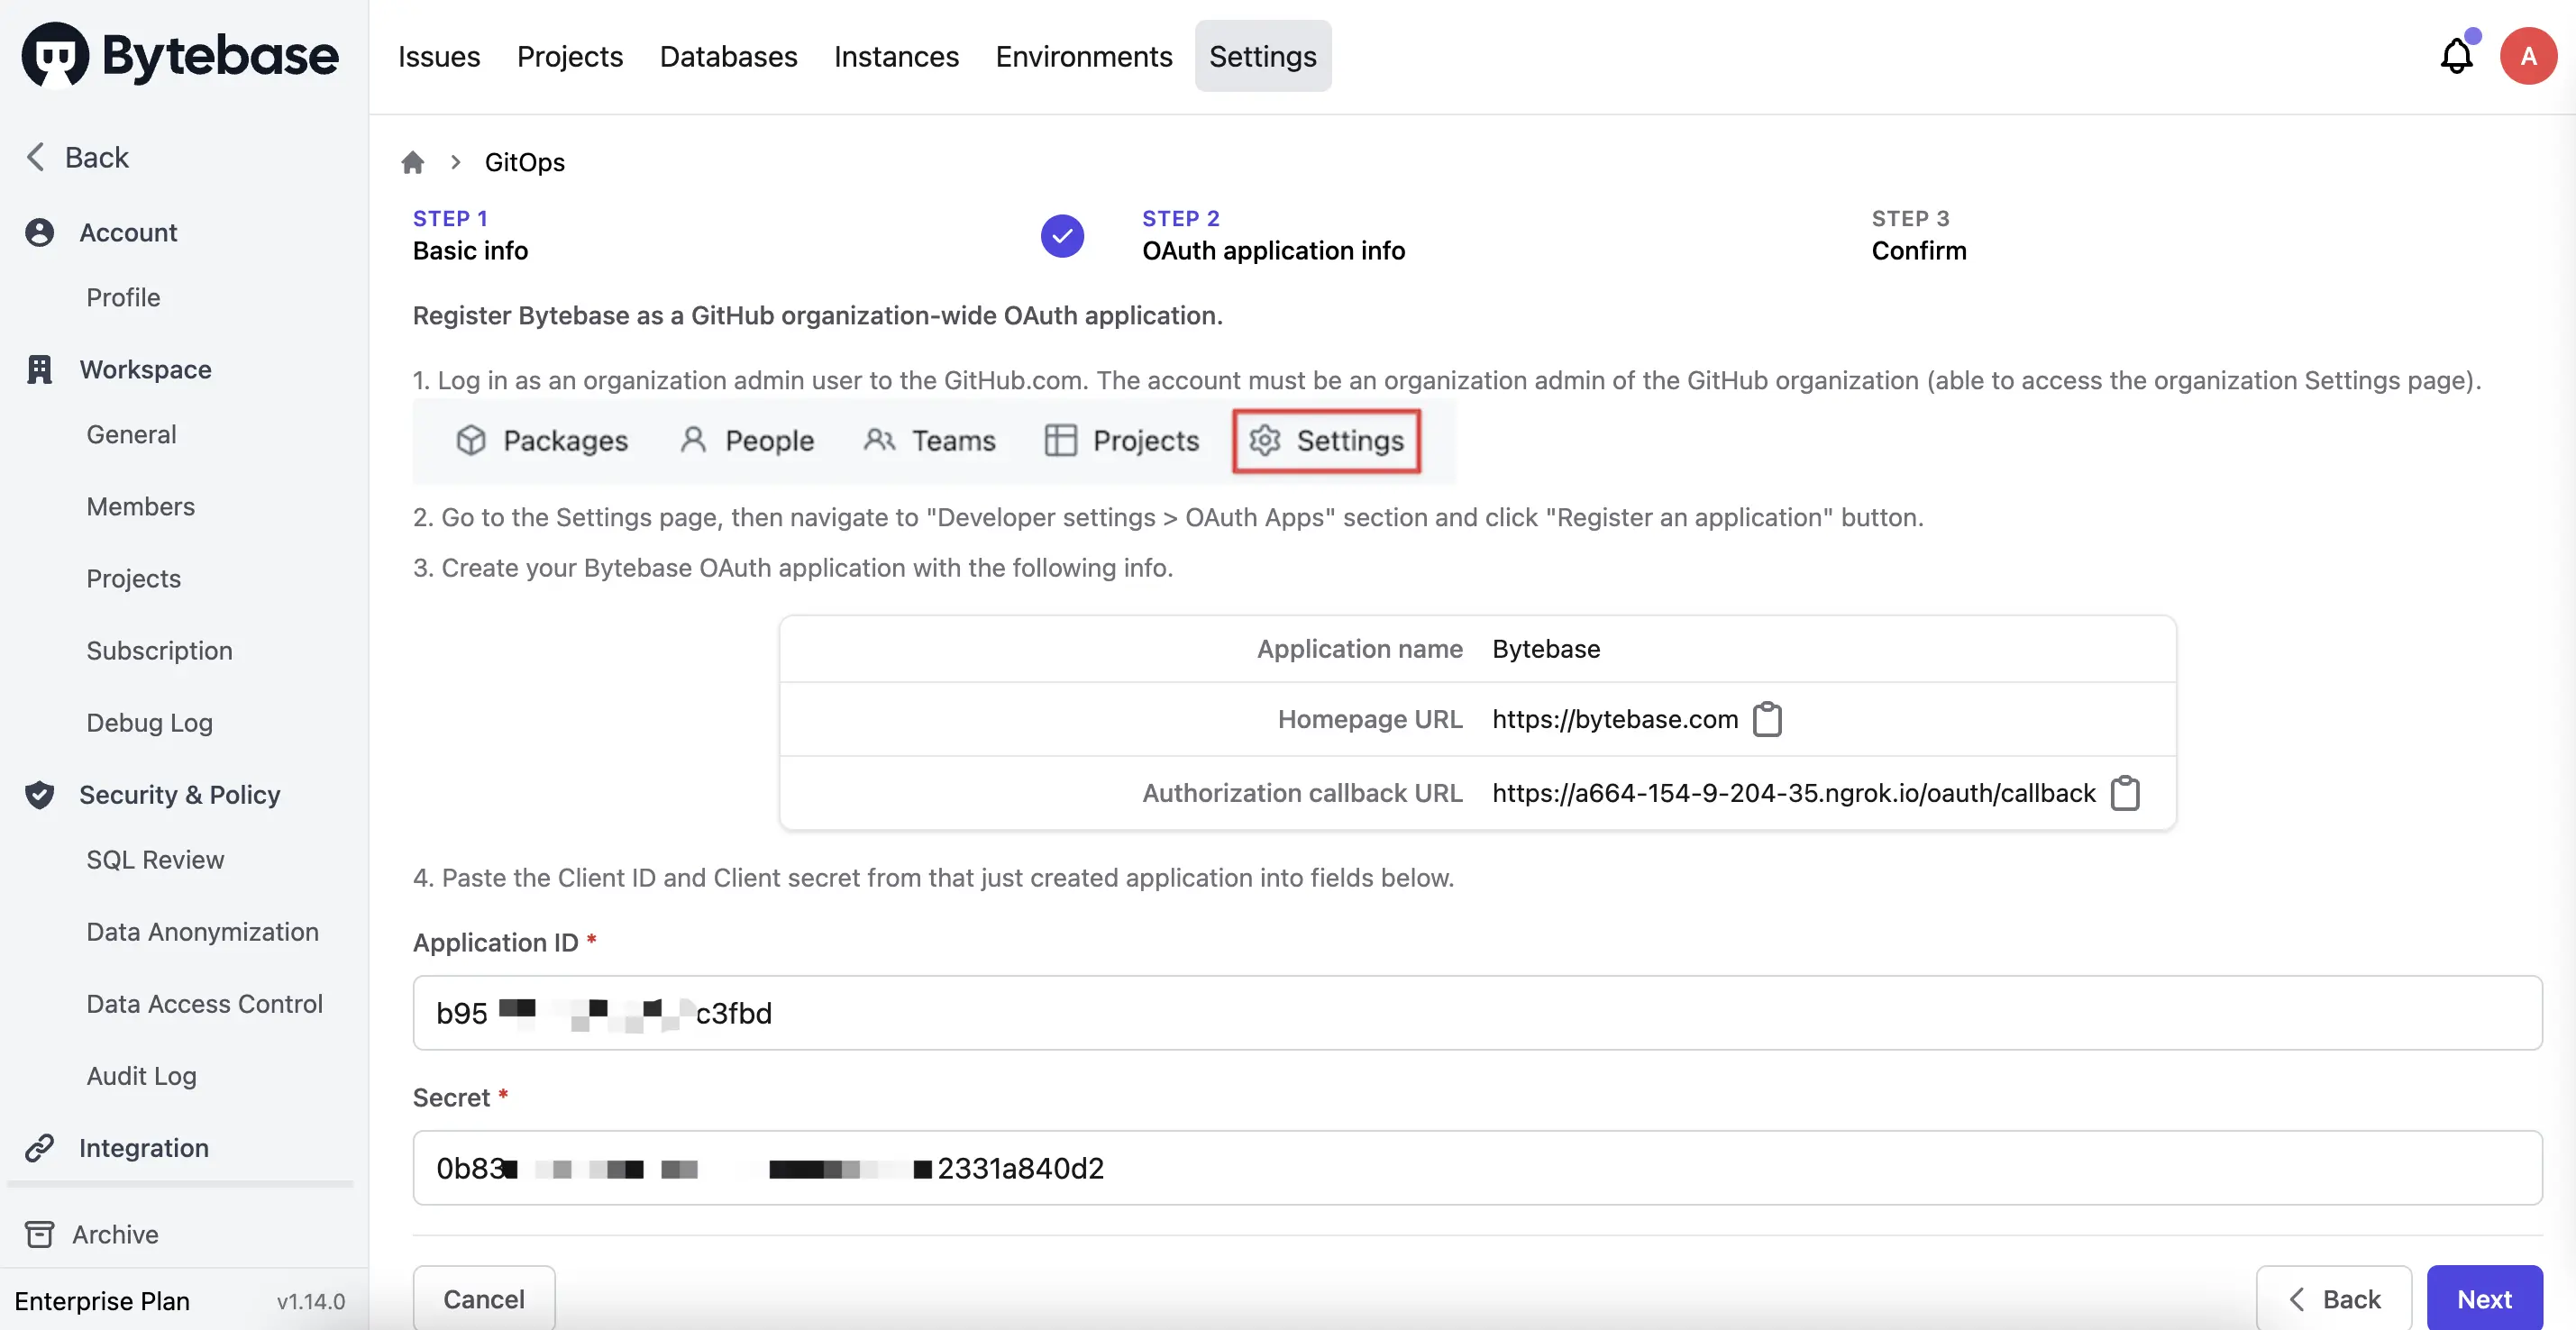 Bytebase
Issues Projects Databases Instances Environments Settings
A
Back
Account
Profile
Workspace
General
Members
Projects
Subscription
Debug Log
Security & Policy
SQL Review
Data Anonymization
Data Access Control
Audit Log
Integration
Archive
Enterprise Plan v1.14.0
GitOps
STEP 1
Basic info
STEP 2
OAuth application info
STEP 3
Confirm
Register Bytebase as a GitHub organization-wide OAuth application.
1. Log in as an organization admin user to the GitHub.com. The account must be an organization admin of the GitHub organization (able to access the organization Settings page).
Packages People Teams Projects Settings
2. Go to the Settings page, then navigate to "Developer settings > OAuth Apps" section and click "Register an application" button.
3. Create your Bytebase OAuth application with the following info.
Application name Bytebase
Homepage URL https://bytebase.com
Authorization callback URL https://a664-154-9-204-35.ngrok.io/oauth/callback
4. Paste the Client ID and Client secret from that just created application into fields below.
Application ID *
b95 c3fbd
Secret *
0b83 2331a840d2
Cancel
Back
Next